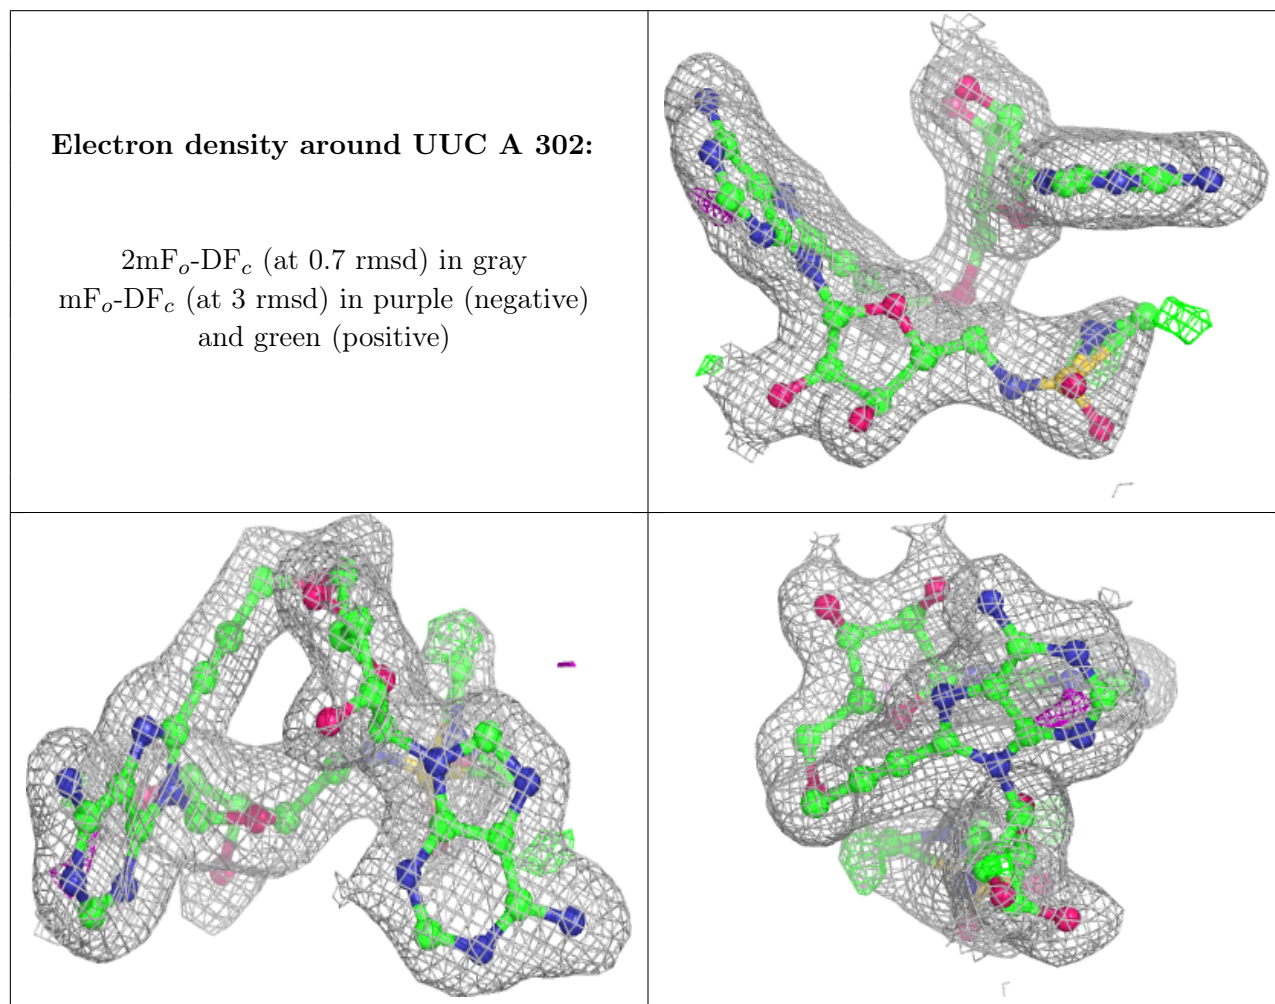 Electron density around UUC A 302:
2mFo-DFc (at 0.7 rmsd) in gray
mFo-DFc (at 3 rmsd) in purple (negative)
and green (positive)